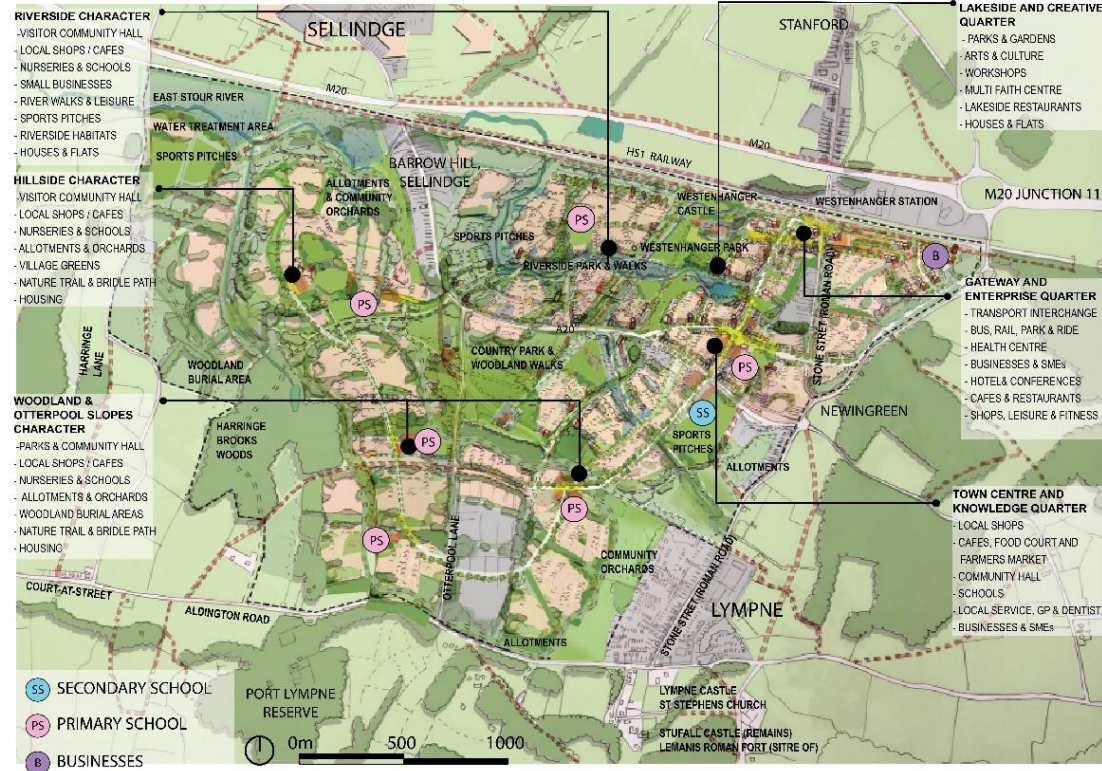 RIVERSIDE CHARACTER
-VISITOR COMMUNITY HALL
- LOCAL SHOPS / CAFES
- NURSERIES & SCHOOLS
- SMALL BUSINESSES
- RIVER WALKS & LEISURE
- SPORTS PITCHES
- RIVERSIDE HABITATS
- HOUSES & FLATS
HILLSIDE CHARACTER
-VISITOR COMMUNITY HALL
- LOCAL SHOPS / CAFES
- NURSERIES & SCHOOLS
- ALLOTMENTS & ORCHARDS
- VILLAGE GREENS
- NATURE TRAIL & BRIDLE PATH
- HOUSING
WOODLAND &
OTTERPOOL SLOPES
CHARACTER
-PARKS & COMMUNITY HALL
- LOCAL SHOPS / CAFES
- NURSERIES & SCHOOLS
- ALLOTMENTS & ORCHARDS
- WOODLAND BURIAL AREAS
- NATURE TRAIL & BRIDLE PATH
- HOUSING
LAKESIDE AND CREATIVE
QUARTER
- PARKS & GARDENS
- ARTS & CULTURE
- WORKSHOPS
- MULTI FAITH CENTRE
- LAKESIDE RESTAURANTS
- HOUSES & FLATS
GATEWAY AND
ENTERPRISE QUARTER
- TRANSPORT INTERCHANGE
- BUS, RAIL, PARK & RIDE
- HEALTH CENTRE
- BUSINESSES & SMEs
- HOTEL& CONFERENCES
- CAFES & RESTAURANTS
- SHOPS, LEISURE & FITNESS
TOWN CENTRE AND
KNOWLEDGE QUARTER
- LOCAL SHOPS
- CAFES, FOOD COURT AND
FARMERS MARKET
- COMMUNITY HALL
- SCHOOLS
- LOCAL SERVICE, GP & DENTIST
- BUSINESSES & SMEs
SELLINDGE
STANFORD
M20
EAST STOUR RIVER
WATER TREATMENT AREA
SPORTS PITCHES
BARROW HILL,
SELLINDGE
HS1 RAILWAY
M20
M20 JUNCTION 11
ALLOTMENTS
& COMMUNITY
ORCHARDS
WESTENHANGER
CASTLE
WESTENHANGER STATION
PS
SPORTS PITCHES
WESTENHANGER PARK
B
RIVERSIDE PARK & WALKS
STONE STRET (ROMAN ROAD)
PS
A20
HARRINGE
LANE
COUNTRY PARK &
WOODLAND WALKS
WOODLAND
BURIAL AREA
PS
SS
NEWINGREEN
HARRINGE
BROOKS
WOODS
PS
SPORTS
PITCHES
ALLOTMENTS
PS
PS
OTTERPOOL LANE
COMMUNITY
ORCHARDS
STONE STRET (ROMAN ROAD)
COURT-AT-STREET
ALDINGTON ROAD
LYMPNE
ALLOTMENTS
PORT LYMPNE
RESERVE
LYMPNE CASTLE
ST STEPHENS CHURCH
STUFALL CASTLE (REMAINS)
LEMANIS ROMAN FORT (SITRE OF)
SS SECONDARY SCHOOL
PS PRIMARY SCHOOL
B BUSINESSES
0m 500 1000